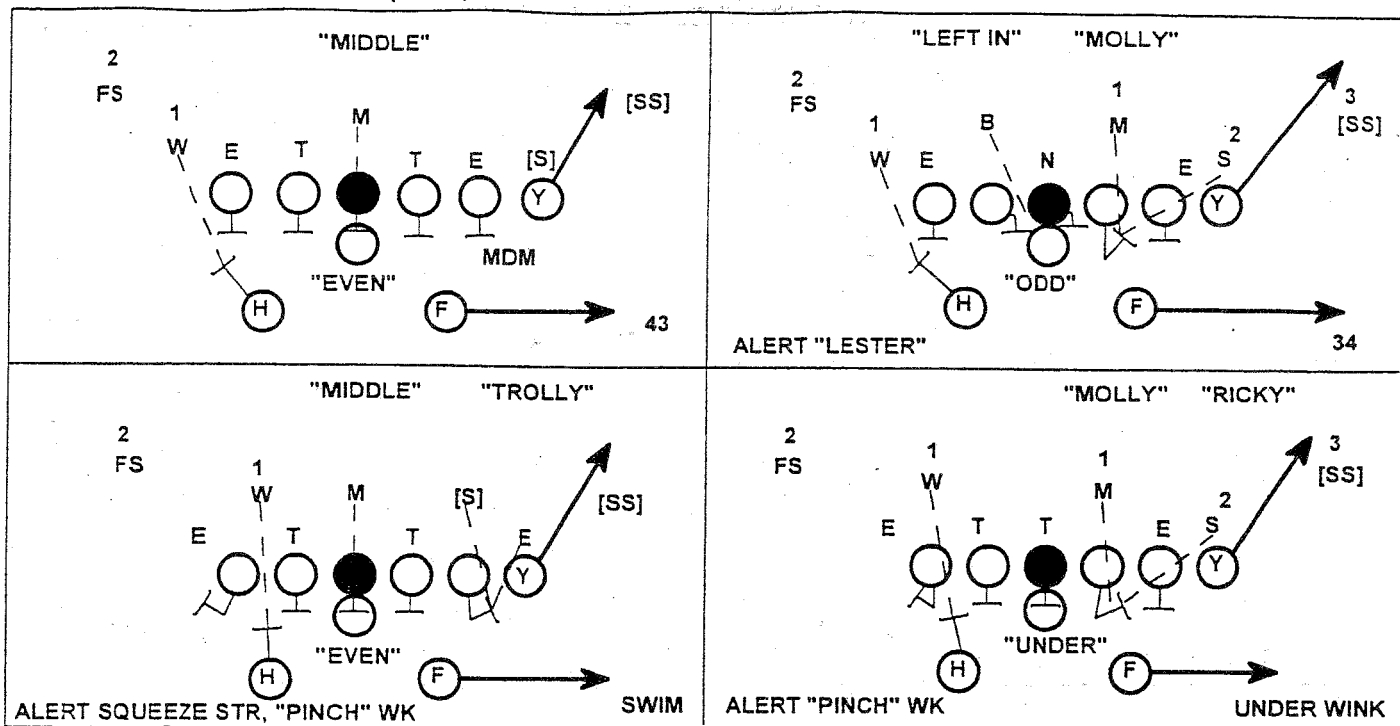 "MIDDLE"
2
FS
1
W
M
[SS]
E T T E [S]
Y
MDM
"EVEN"
H F 43
"LEFT IN" "MOLLY"
2
FS
1
W
B
1
M
3
[SS]
E N E S 2
Y
"ODD"
H F
ALERT "LESTER" 34
"MIDDLE" "TROLLY"
2
FS
1
W M [S]
[SS]
E T T E
Y
"EVEN"
H F
ALERT SQUEEZE STR, "PINCH" WK SWIM
"MOLLY" "RICKY"
2
FS
1
W
1
M
3
[SS]
E T T E S 2
Y
"UNDER"
H F
ALERT "PINCH" WK UNDER WINK